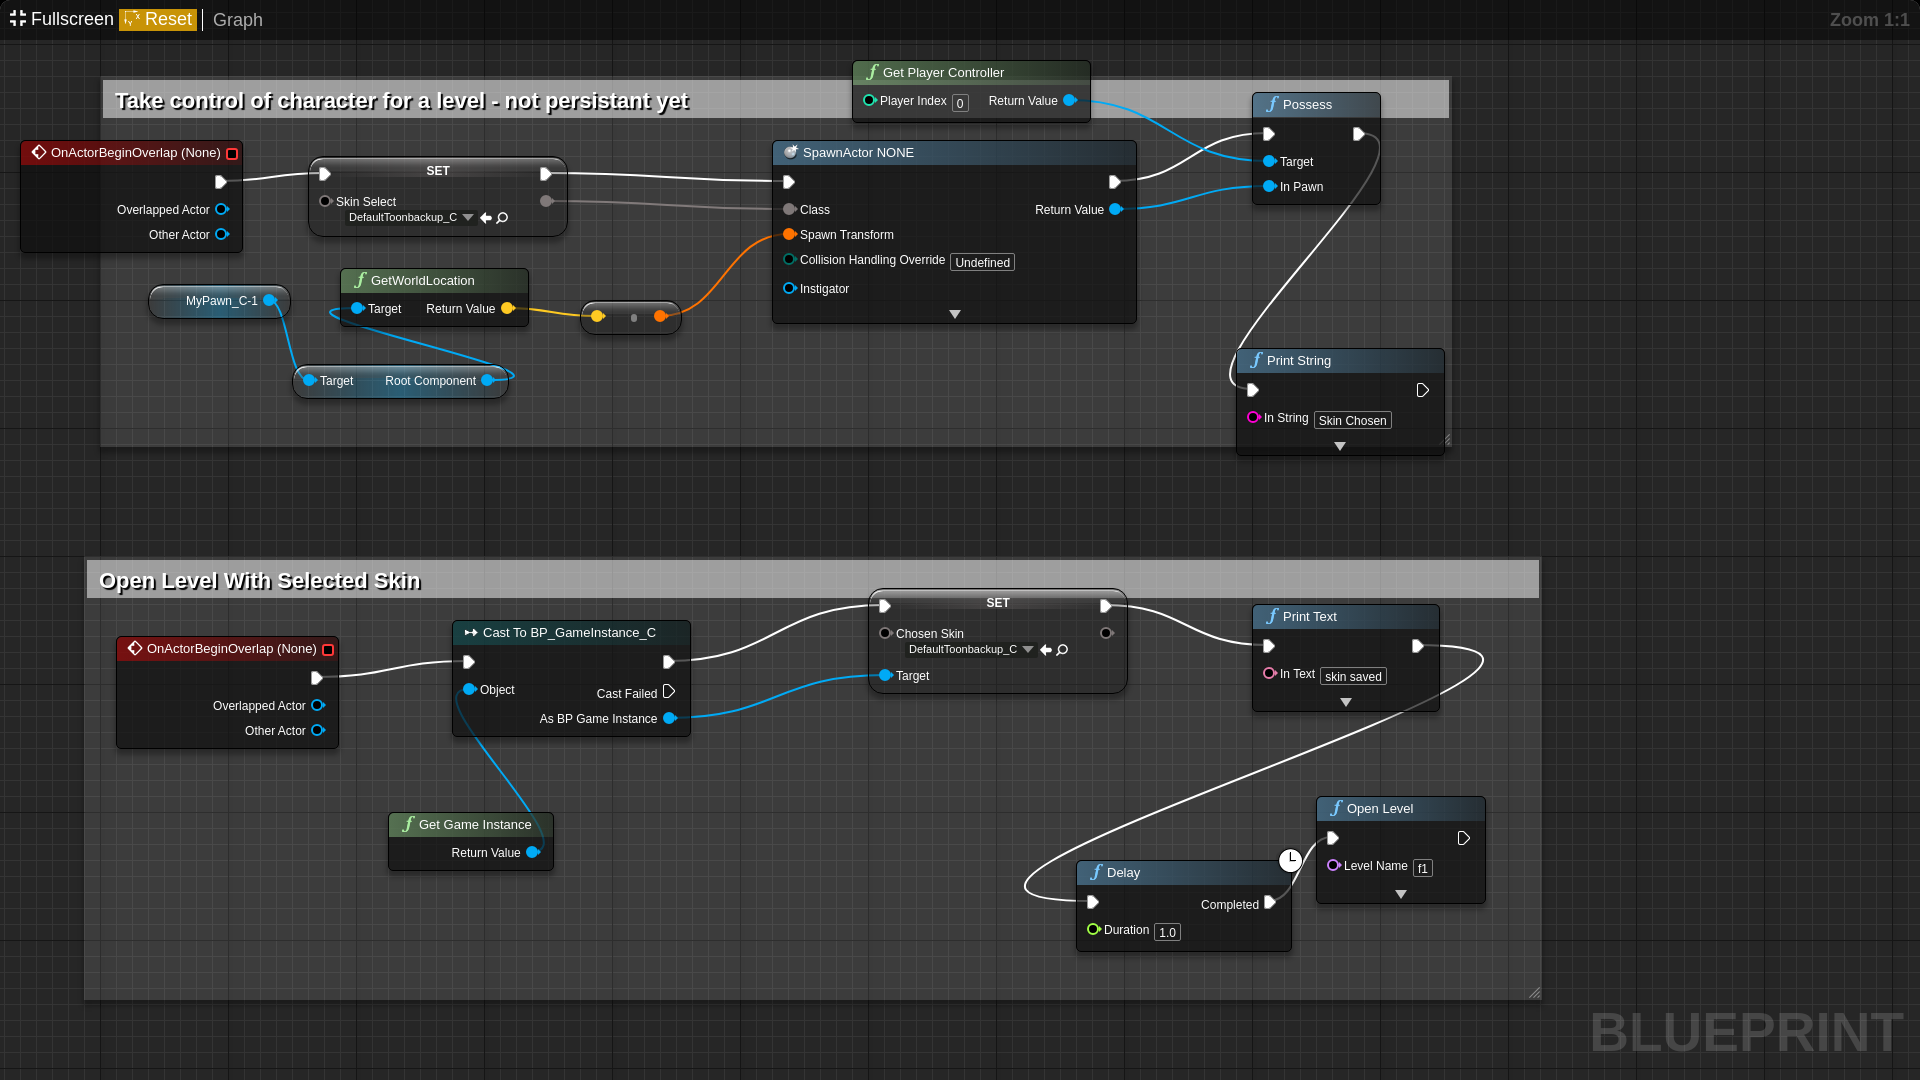 Fullscreen Reset Graph Zoom 1:1
Take control of character for a level - not persistant yet
Get Player Controller
Player Index 0 Return Value
Possess
Target
In Pawn
OnActorBeginOverlap (None)
Overlapped Actor
Other Actor
SET
Skin Select
DefaultToonbackup_C
SpawnActor NONE
Class Return Value
Spawn Transform
Collision Handling Override Undefined
Instigator
GetWorldLocation
Target Return Value
MyPawn_C-1
Target Root Component
Print String
In String Skin Chosen
Open Level With Selected Skin
OnActorBeginOverlap (None)
Overlapped Actor
Other Actor
Cast To BP_GameInstance_C
Object Cast Failed
As BP Game Instance
SET
Chosen Skin
DefaultToonbackup_C
Target
Print Text
In Text skin saved
Get Game Instance
Return Value
Delay
Completed
Duration 1.0
Open Level
Level Name f1
BLUEPRINT